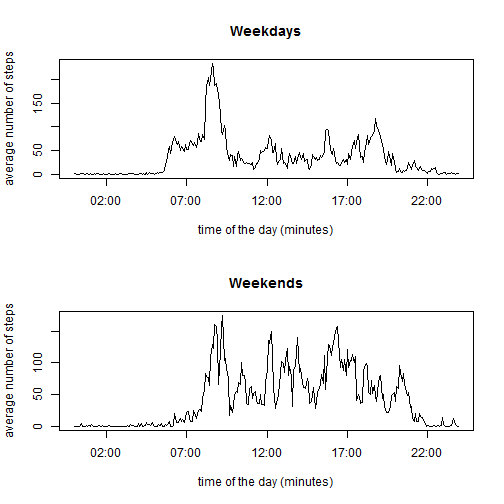 Weekdays
average number of steps
0 50 150
02:00 07:00 12:00 17:00 22:00
time of the day (minutes)
Weekends
average number of steps
0 50 100
02:00 07:00 12:00 17:00 22:00
time of the day (minutes)